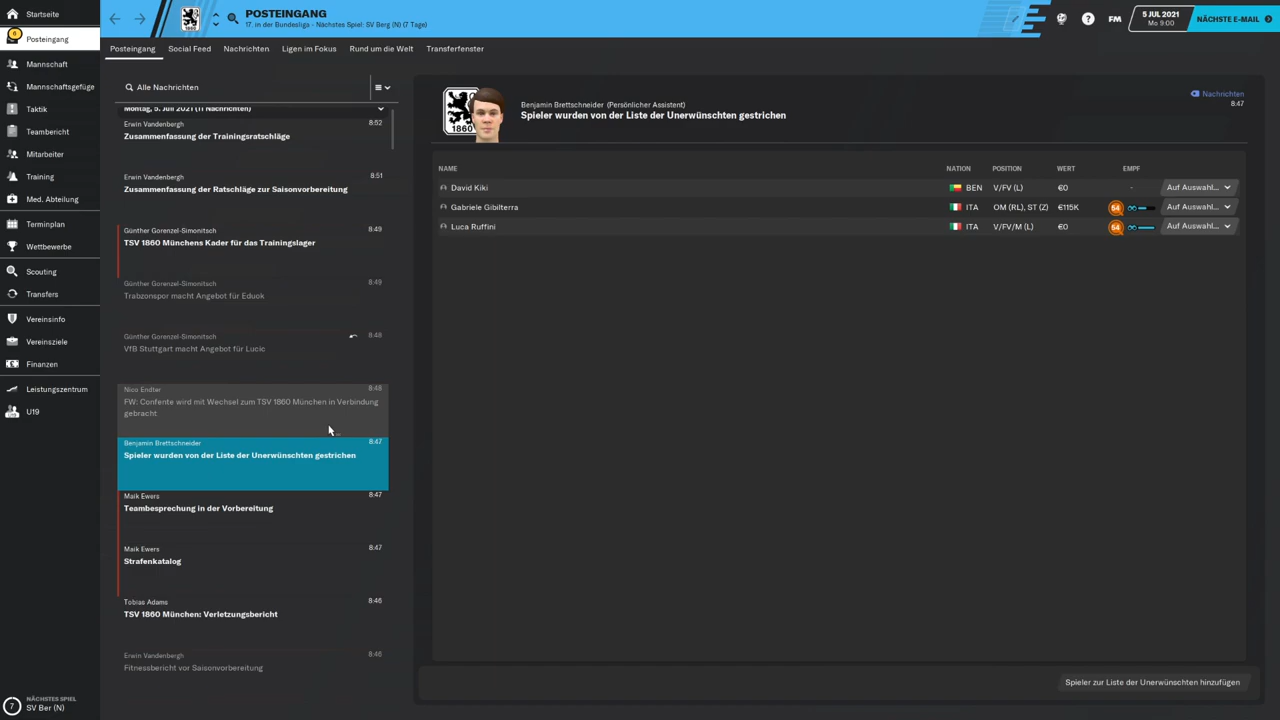 Startseite
6
Posteingang
Mannschaft
Mannschaftsgefüge
Taktik
Teambericht
Mitarbeiter
Training
Med. Abteilung
Terminplan
Wettbewerbe
Scouting
Transfers
Vereinsinfo
Vereinsziele
Finanzen
Leistungszentrum
U19
7
NÄCHSTES SPIEL
SV Ber (N)
1860
POSTEINGANG
17. in der Bundesliga - Nächstes Spiel: SV Berg (N) (7 Tage)
FM
5 JUL 2021
Mo 9:00
NÄCHSTE E-MAIL
Posteingang
Social Feed
Nachrichten
Ligen im Fokus
Rund um die Welt
Transferfenster
Alle Nachrichten
Montag, 5. Juli 2021 (11 Nachrichten)
Erwin Vandenbergh 8:52
Zusammenfassung der Trainingsratschläge
Erwin Vandenbergh 8:51
Zusammenfassung der Ratschläge zur Saisonvorbereitung
Günther Gorenzel-Simonitsch 8:49
TSV 1860 Münchens Kader für das Trainingslager
Günther Gorenzel-Simonitsch 8:49
Trabzonspor macht Angebot für Eduok
Günther Gorenzel-Simonitsch 8:48
VfB Stuttgart macht Angebot für Lucic
Nico Endter 8:48
FW: Confente wird mit Wechsel zum TSV 1860 München in Verbindung
gebracht
Benjamin Brettschneider 8:47
Spieler wurden von der Liste der Unerwünschten gestrichen
Maik Ewers 8:47
Teambesprechung in der Vorbereitung
Maik Ewers 8:47
Strafenkatalog
Tobias Adams 8:46
TSV 1860 München: Verletzungsbericht
Erwin Vandenbergh 8:46
Fitnessbericht vor Saisonvorbereitung
1860
Benjamin Brettschneider (Persönlicher Assistent)
Spieler wurden von der Liste der Unerwünschten gestrichen
Nachrichten
8:47
NAME NATION POSITION WERT EMPF
David Kiki BEN V/FV (L) €0 - Auf Auswahl...
Gabriele Gibilterra ITA OM (RL), ST (Z) €115K 54 Auf Auswahl...
Luca Ruffini ITA V/FV/M (L) €0 54 Auf Auswahl...
Spieler zur Liste der Unerwünschten hinzufügen